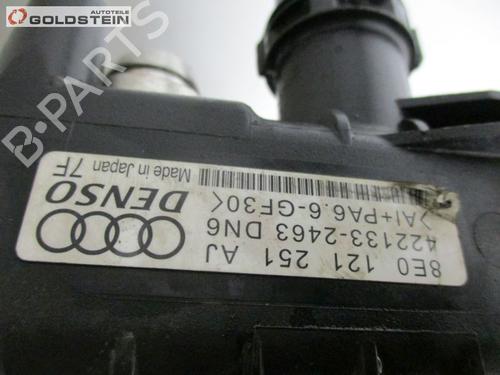 AUTOTEILE
GOLDSTEIN
B-PARTS
8E0 121 251 AJ
422133-2463 DN6
>AI+PA6.6-GF30<
DENSO
Made in Japan 7F